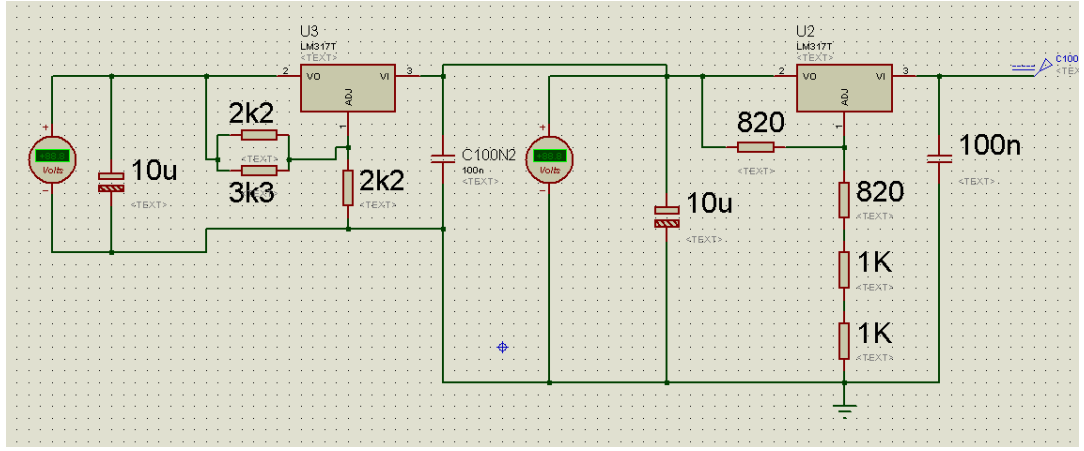 U3
LM317T
<TEXT>
2
VO
VI
3
ADJ
1
2k2
<TEXT>
3k3
<TEXT>
2k2
<TEXT>
+
Volts
-
10u
<TEXT>
C100N2
100n
<TEXT>
+
Volts
-
10u
<TEXT>
U2
LM317T
<TEXT>
2
VO
VI
3
ADJ
1
820
<TEXT>
820
<TEXT>
1K
<TEXT>
1K
<TEXT>
100n
<TEXT>
C100